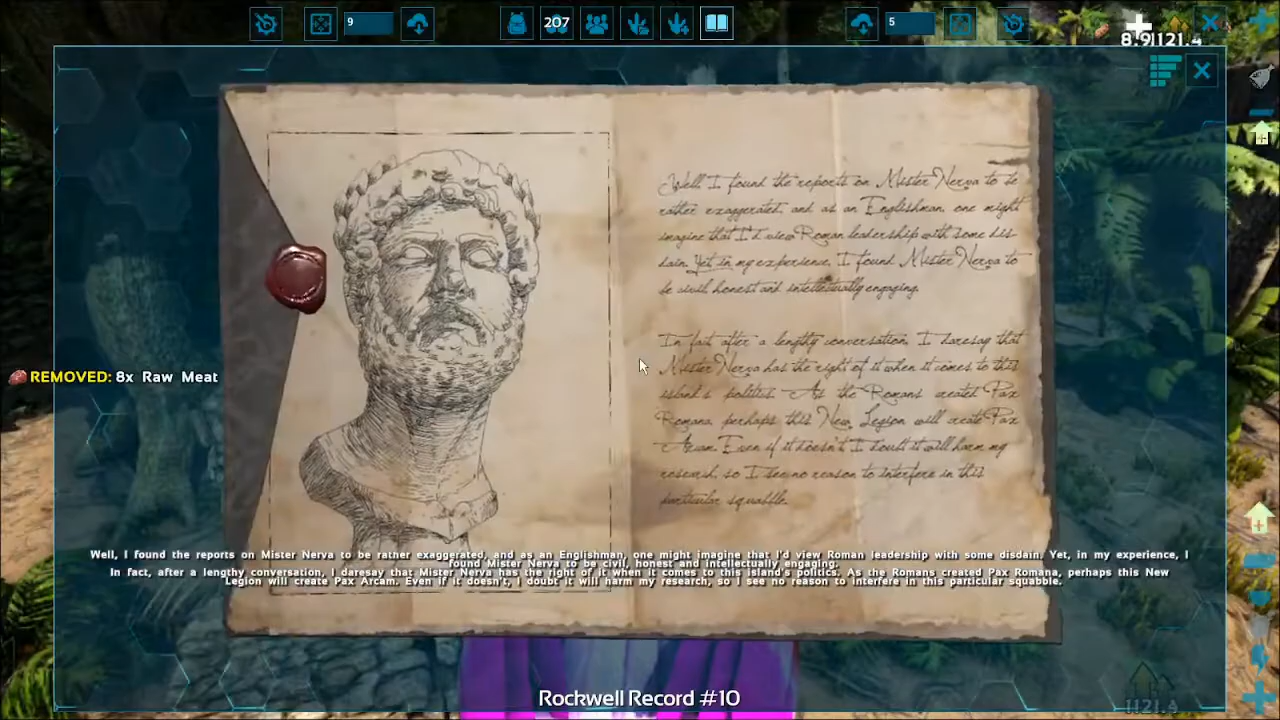 9
207
5
8.9|121.4
Well I found the reports on Mister Nerva to be
rather exaggerated, and as an Englishman, one might
imagine that I'd view Roman leadership with some dis-
dain. Yet in my experience, I found Mister Nerva to
be civil honest and intellectually engaging.
In fact after a lengthy conversation, I daresay that
Mister Nerva has the right of it when it comes to this
island's politics. As the Romans created Pax
Romana, perhaps this New Legion will create Pax
Arcam. Even if it doesn't I doubt it will harm my
research, so I see no reason to interfere in this
particular squabble.
REMOVED: 8x Raw Meat
Well, I found the reports on Mister Nerva to be rather exaggerated, and as an Englishman, one might imagine that I'd view Roman leadership with some disdain. Yet, in my experience, I
found Mister Nerva to be civil, honest and intellectually engaging.
In fact, after a lengthy conversation, I daresay that Mister Nerva has the right of it when it comes to this island's politics. As the Romans created Pax Romana, perhaps this New
Legion will create Pax Arcam. Even if it doesn't, I doubt it will harm my research, so I see no reason to interfere in this particular squabble.
Rockwell Record #10
1121.4